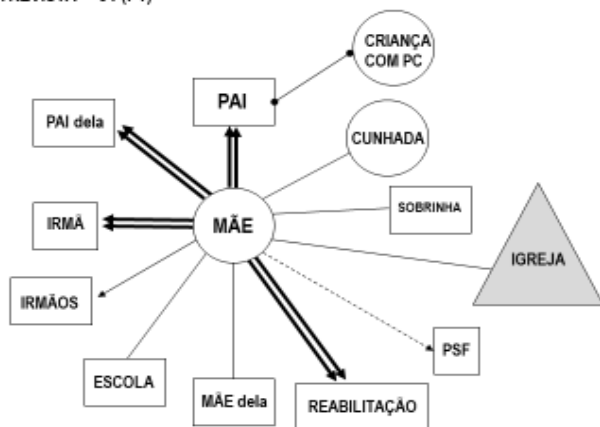 CRIANÇA
COM PC
PAI
PAI dela
CUNHADA
IRMÃ
MÃE
SOBRINHA
IGREJA
IRMÃOS
PSF
ESCOLA
MÃE dela
REABILITAÇÃO